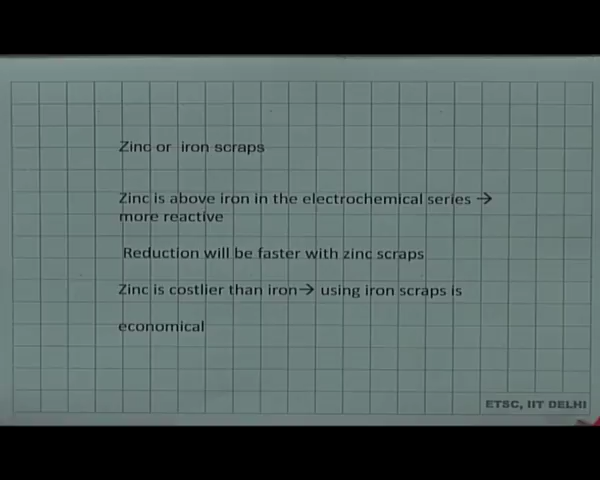 Zinc or iron scraps
Zinc is above iron in the electrochemical series →
more reactive
Reduction will be faster with zinc scraps
Zinc is costlier than iron→ using iron scraps is
economical
ETSC, IIT DELHI